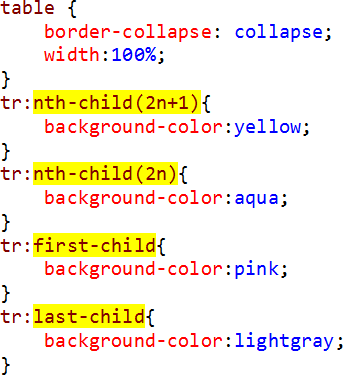 table {
    border-collapse: collapse;
    width:100%;
}
tr:nth-child(2n+1){
    background-color:yellow;
}
tr:nth-child(2n){
    background-color:aqua;
}
tr:first-child{
    background-color:pink;
}
tr:last-child{
    background-color:lightgray;
}